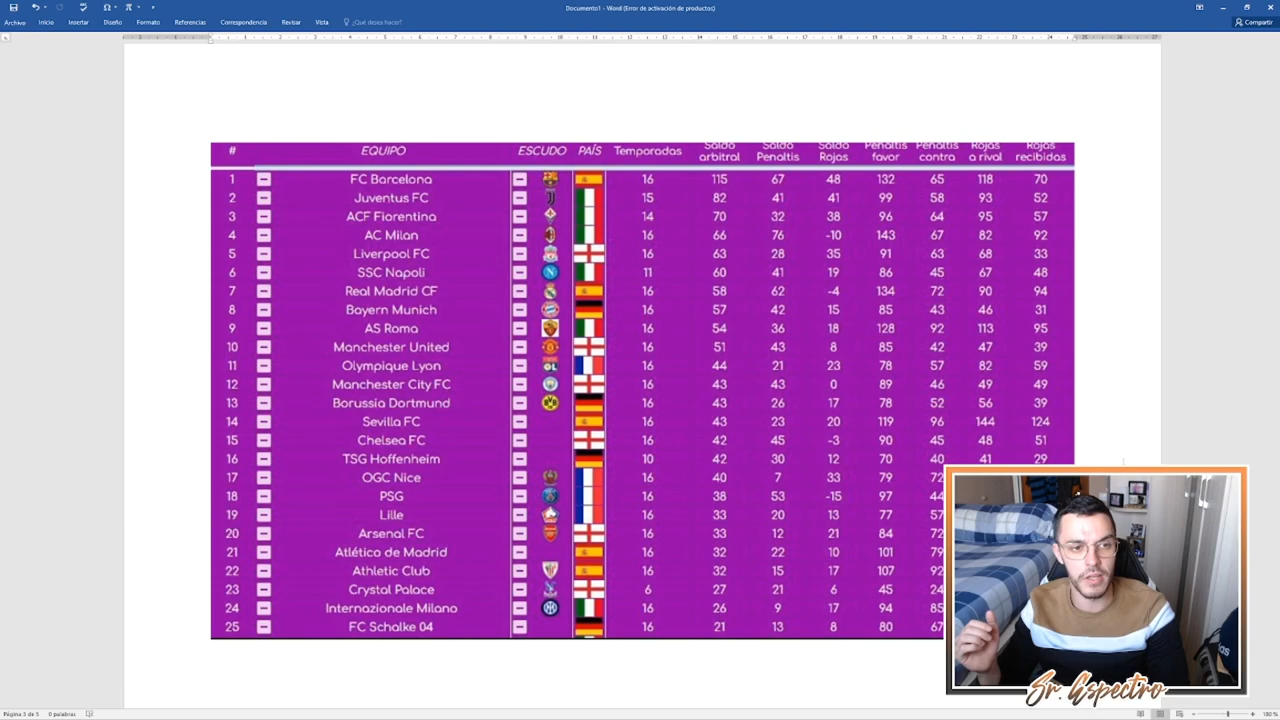 Documento1 - Word (Error de activación de productos)
Archivo Inicio Insertar Diseño Formato Referencias Correspondencia Revisar Vista ¿Qué desea hacer? Compartir
# EQUIPO ESCUDO PAÍS Temporadas Saldo arbitral Saldo Penaltis Saldo Rojas Penaltis favor Penaltis contra Rojas a rival Rojas recibidas
1 FC Barcelona 16 115 67 48 132 65 118 70
2 Juventus FC 15 82 41 41 99 58 93 52
3 ACF Fiorentina 14 70 32 38 96 64 95 57
4 AC Milan 16 66 76 -10 143 67 82 92
5 Liverpool FC 16 63 28 35 91 63 68 33
6 SSC Napoli 11 60 41 19 86 45 67 48
7 Real Madrid CF 16 58 62 -4 134 72 90 94
8 Bayern Munich 16 57 42 15 85 43 46 31
9 AS Roma 16 54 36 18 128 92 113 95
10 Manchester United 16 51 43 8 85 42 47 39
11 Olympique Lyon 16 44 21 23 78 57 82 59
12 Manchester City FC 16 43 43 0 89 46 49 49
13 Borussia Dortmund 16 43 26 17 78 52 56 39
14 Sevilla FC 16 43 23 20 119 96 144 124
15 Chelsea FC 16 42 45 -3 90 45 48 51
16 TSG Hoffenheim 10 42 30 12 70 40 41 29
17 OGC Nice 16 40 7 33 79 72
18 PSG 16 38 53 -15 97 44
19 Lille 16 33 20 13 77 57
20 Arsenal FC 16 33 12 21 84 72
21 Atlético de Madrid 16 32 22 10 101 79
22 Athletic Club 16 32 15 17 107 92
23 Crystal Palace 6 27 21 6 45 24
24 Internazionale Milano 16 26 9 17 94 85
25 FC Schalke 04 16 21 13 8 80 67
Sr. Aspectro
Página 3 de 5 0 palabras 180 %